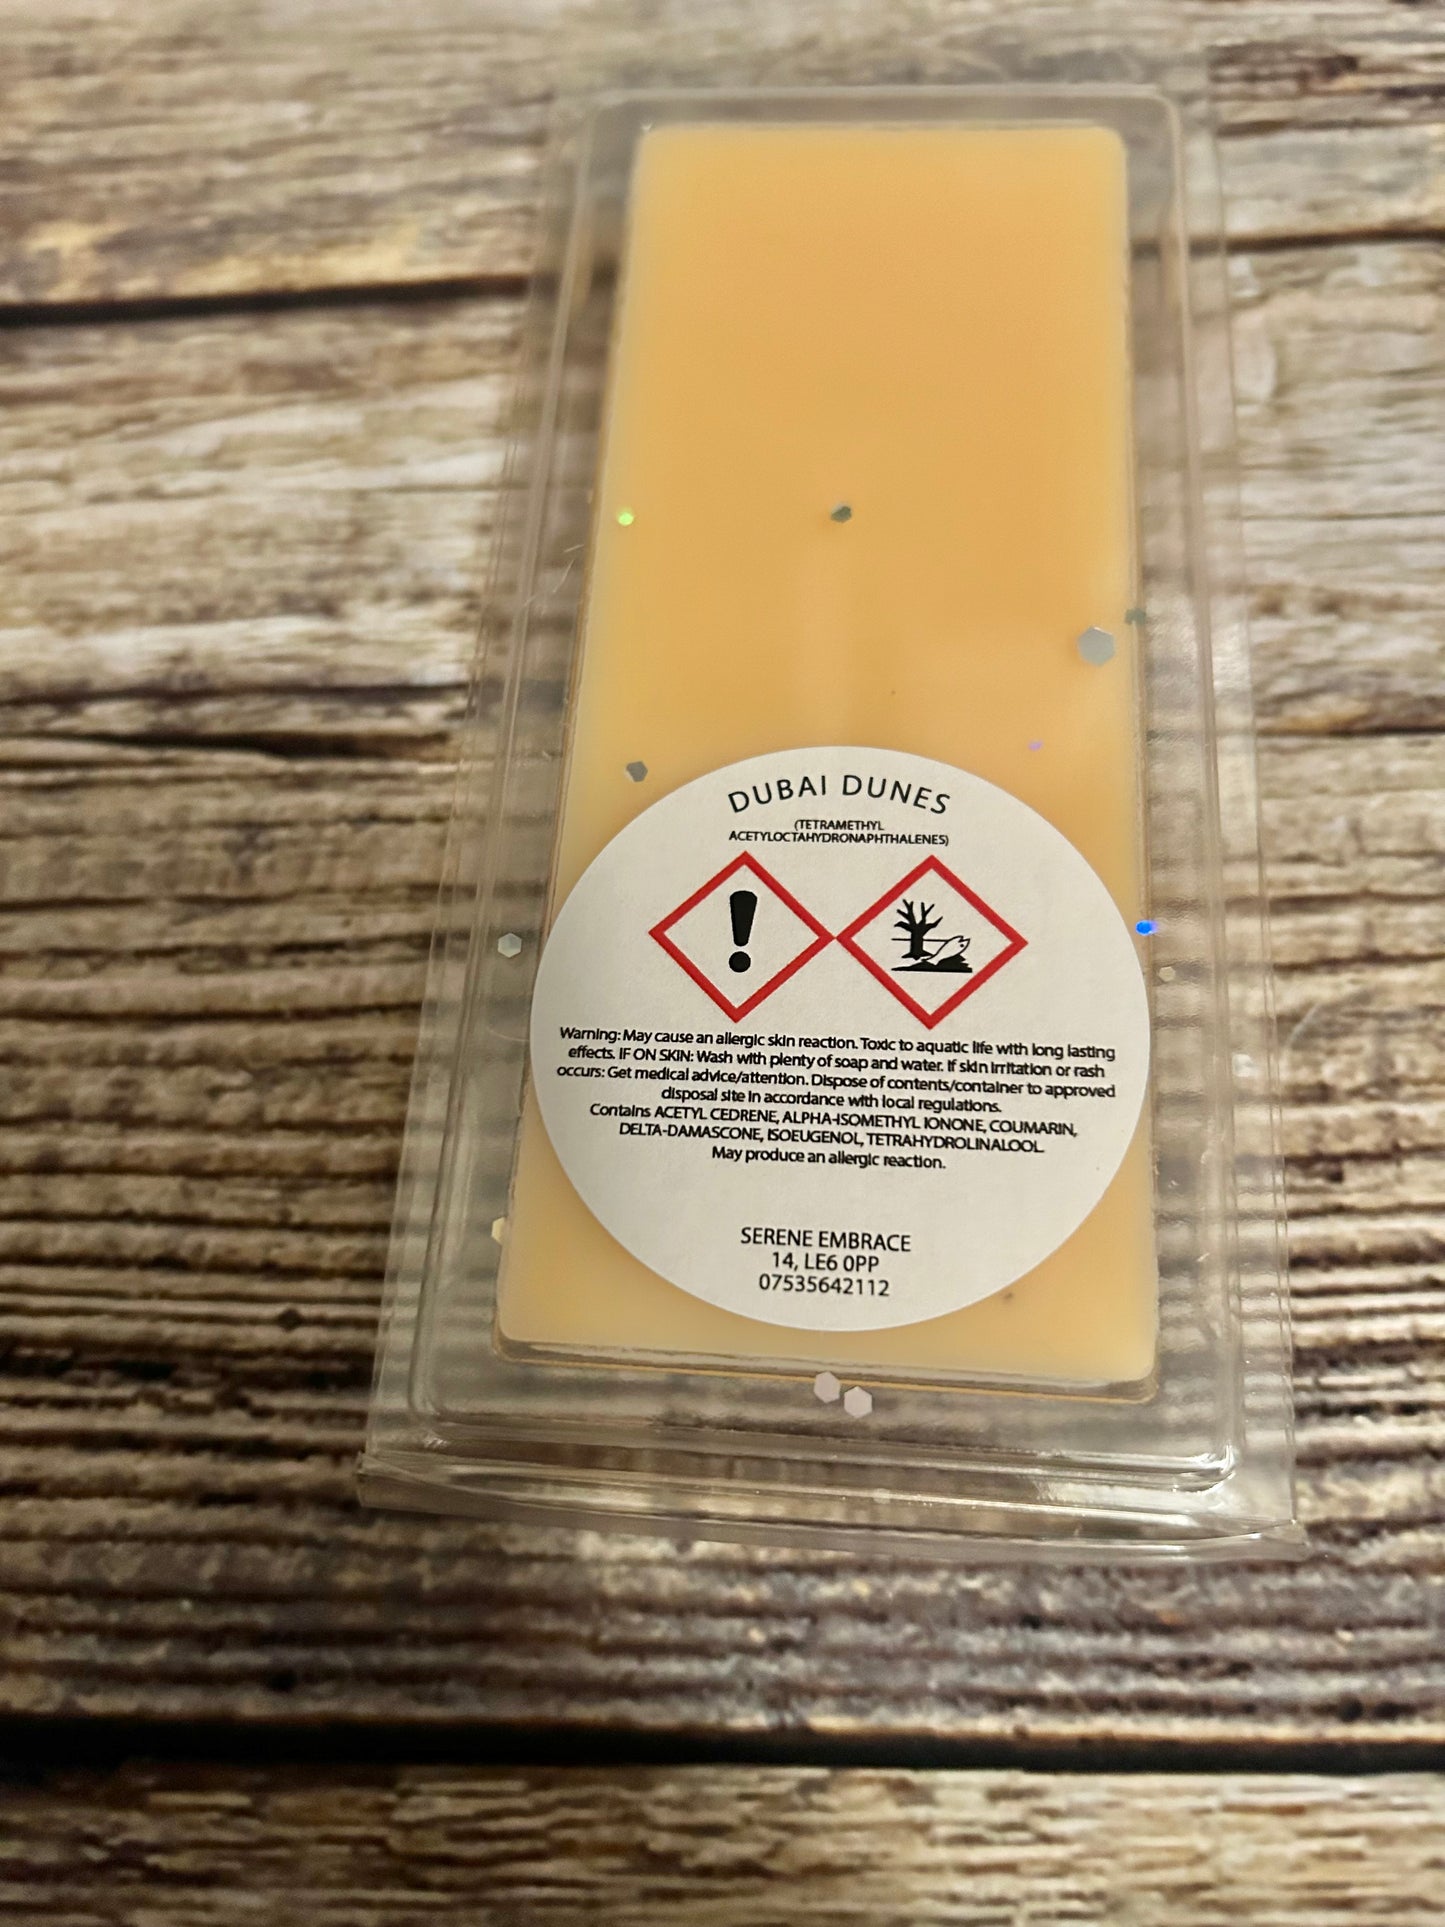 DUBAI DUNES
(TETRAMETHYL
ACETYLOCTAHYDRONAPHTHALENES)
Warning: May cause an allergic skin reaction. Toxic to aquatic life with long lasting
effects. IF ON SKIN: Wash with plenty of soap and water. If skin irritation or rash
occurs: Get medical advice/attention. Dispose of contents/container to approved
disposal site in accordance with local regulations.
Contains ACETYL CEDRENE, ALPHA-ISOMETHYL IONONE, COUMARIN,
DELTA-DAMASCONE, ISOEUGENOL, TETRAHYDROLINALOOL.
May produce an allergic reaction.
SERENE EMBRACE
14, LE6 0PP
07535642112